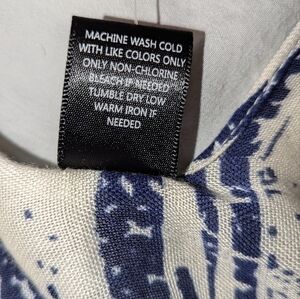 MACHINE WASH COLD
WITH LIKE COLORS ONLY
ONLY NON-CHLORINE
BLEACH IF NEEDED
TUMBLE DRY LOW
WARM IRON IF
NEEDED